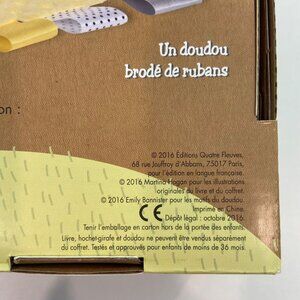 Un doudou
brodé de rubans
on :
© 2016 Éditions Quatre Fleuves,
68 rue Jouffroy d'Abbans, 75017 Paris,
pour l'édition en langue française.
© 2016 Martina Hogan pour les illustrations
originales du livre et du coffret.
© 2016 Emily Bannister pour les motifs du doudou.
Imprimé en Chine.
CE Dépôt légal : octobre 2016.
Tenir l'emballage en carton hors de la portée des enfants.
Livre, hochet-girafe et doudou ne peuvent être vendus séparément
du coffret. Testés et approuvés pour enfants de moins de 36 mois.